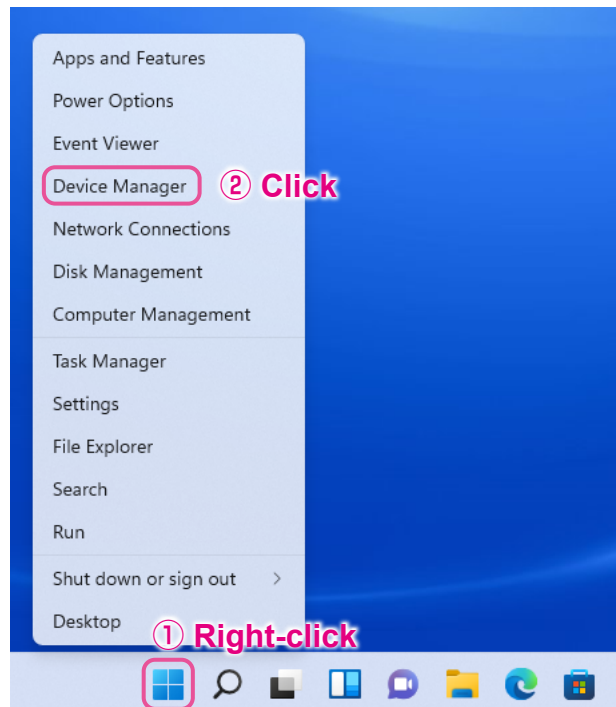 Apps and Features
Power Options
Event Viewer
Device Manager ② Click
Network Connections
Disk Management
Computer Management
Task Manager
Settings
File Explorer
Search
Run
Shut down or sign out
Desktop
① Right-click